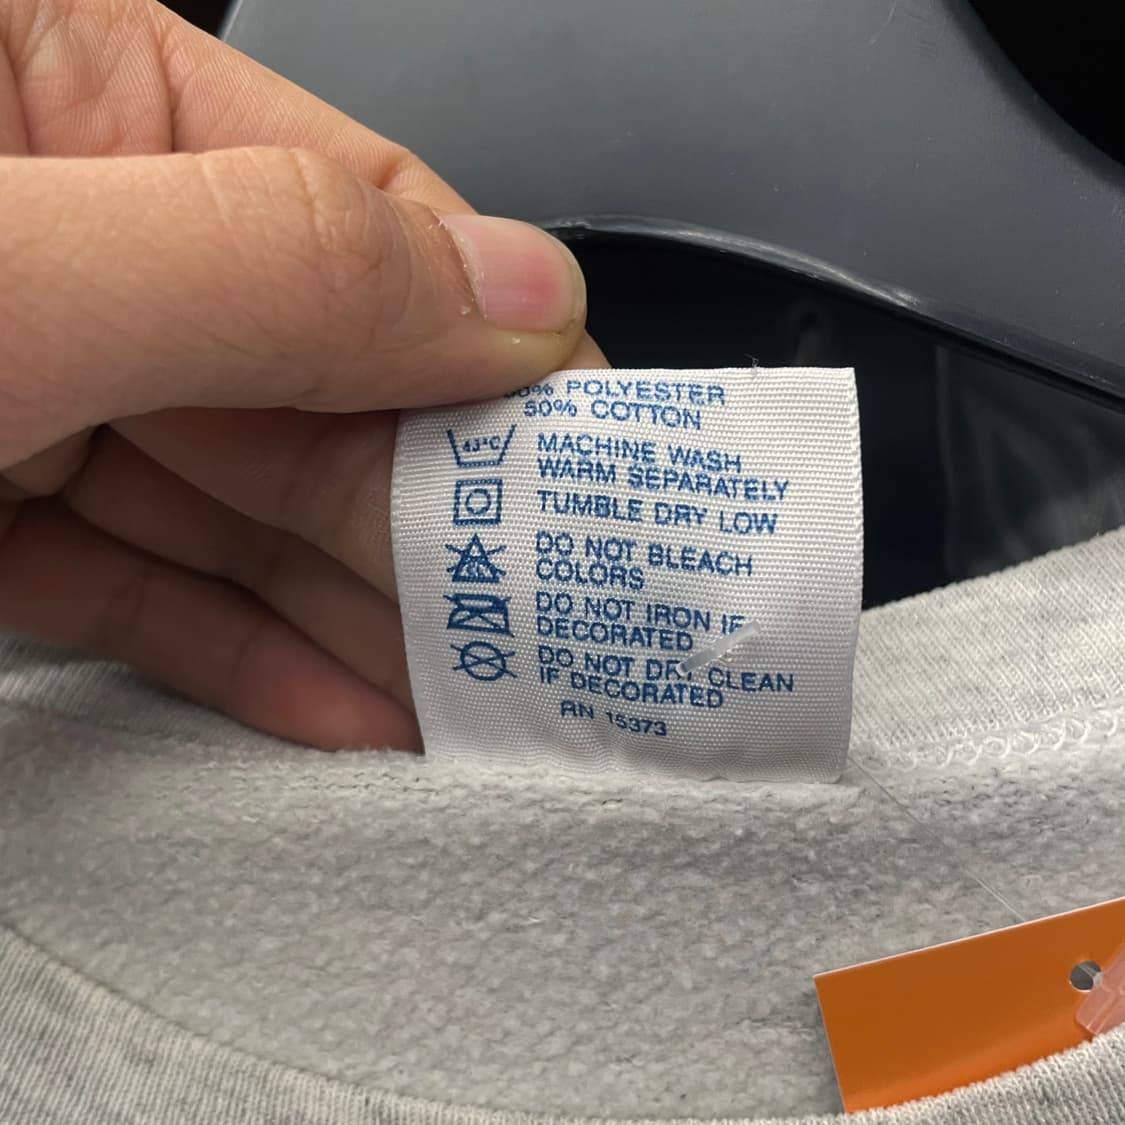 50% POLYESTER
50% COTTON
MACHINE WASH
WARM SEPARATELY
TUMBLE DRY LOW
DO NOT BLEACH
COLORS
DO NOT IRON IF
DECORATED
DO NOT DRY CLEAN
IF DECORATED
RN 15373